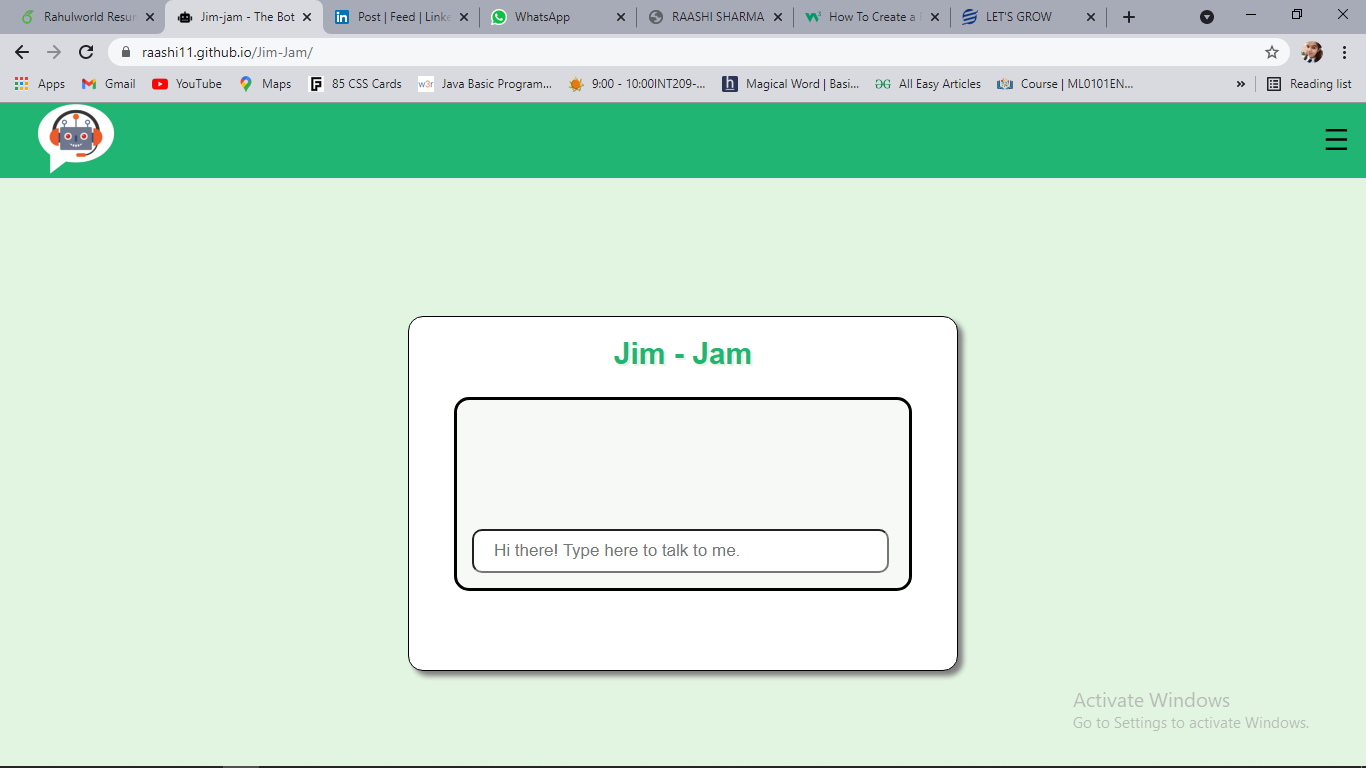 Rahulworld Resu
Jim-jam - The Bot
Post | Feed | Linke
WhatsApp
RAASHI SHARMA
How To Create a
LET'S GROW
raashi11.github.io/Jim-Jam/
Apps
Gmail
YouTube
Maps
85 CSS Cards
w3r
Java Basic Program...
9:00 - 10:00INT209-...
h
Magical Word | Basi...
All Easy Articles
Course | ML0101EN...
»
Reading list
Jim - Jam
Hi there! Type here to talk to me.
Activate Windows
Go to Settings to activate Windows.